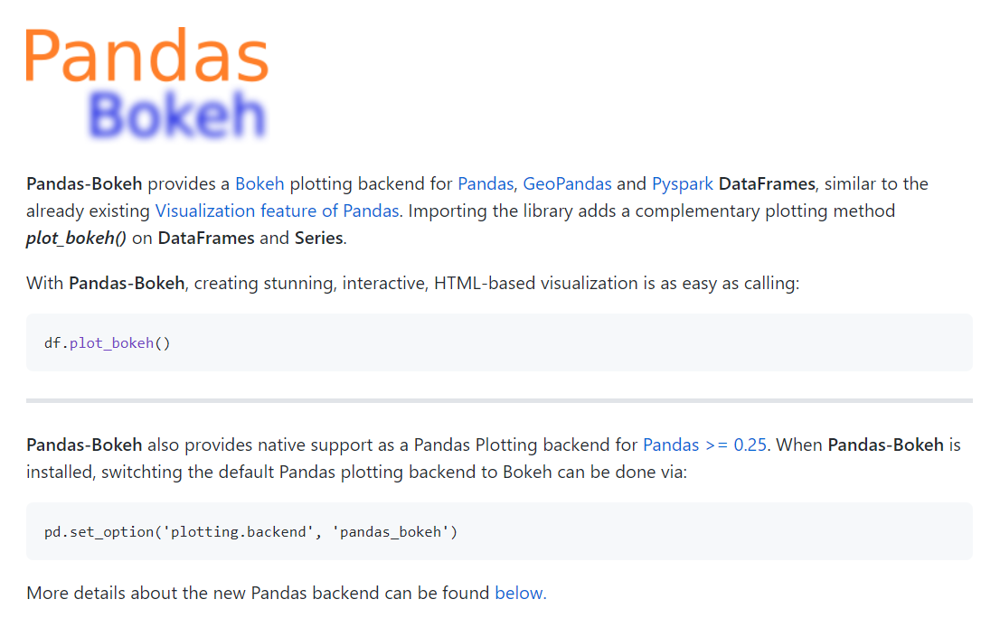 Pandas
Bokeh
Pandas-Bokeh provides a Bokeh plotting backend for Pandas, GeoPandas and Pyspark DataFrames, similar to the
already existing Visualization feature of Pandas. Importing the library adds a complementary plotting method
plot_bokeh() on DataFrames and Series.
With Pandas-Bokeh, creating stunning, interactive, HTML-based visualization is as easy as calling:
df.plot_bokeh()
Pandas-Bokeh also provides native support as a Pandas Plotting backend for Pandas >= 0.25. When Pandas-Bokeh is
installed, switchting the default Pandas plotting backend to Bokeh can be done via:
pd.set_option('plotting.backend', 'pandas_bokeh')
More details about the new Pandas backend can be found below.